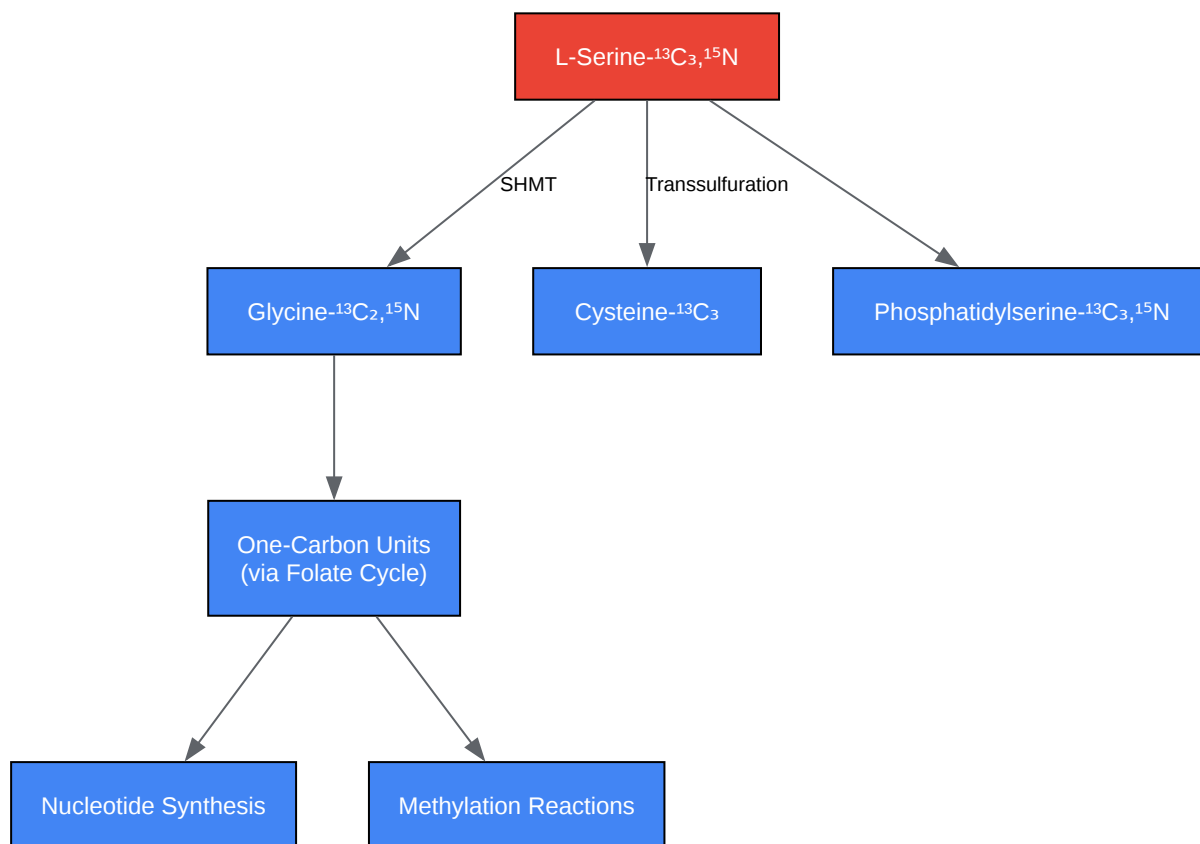 L-Serine-¹³C₃,¹⁵N
SHMT
Transsulfuration
Glycine-¹³C₂,¹⁵N
Cysteine-¹³C₃
Phosphatidylserine-¹³C₃,¹⁵N
One-Carbon Units
(via Folate Cycle)
Nucleotide Synthesis
Methylation Reactions